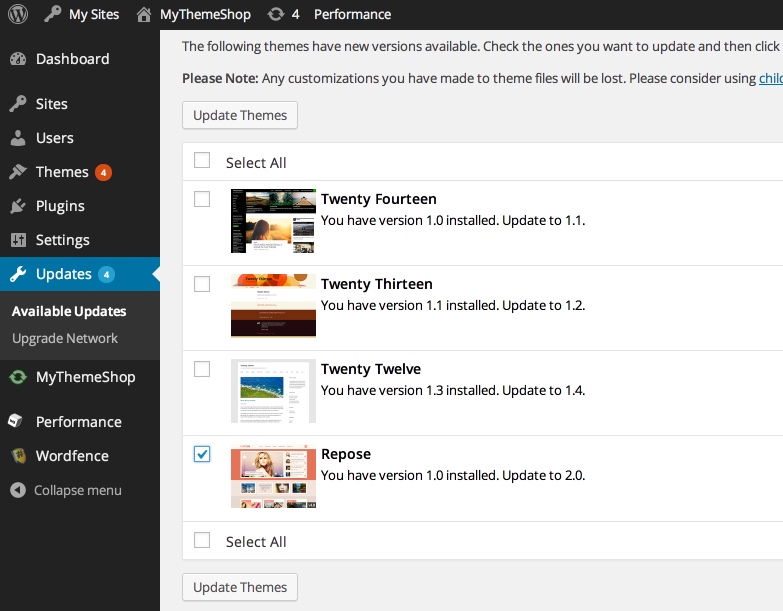 My Sites MyThemeShop 4 Performance
Dashboard
Sites
Users
Themes 4
Plugins
Settings
Updates 4
Available Updates
Upgrade Network
MyThemeShop
Performance
Wordfence
Collapse menu
The following themes have new versions available. Check the ones you want to update and then click
Please Note: Any customizations you have made to theme files will be lost. Please consider using chil
Update Themes
Select All
Twenty Fourteen
You have version 1.0 installed. Update to 1.1.
Twenty Thirteen
You have version 1.1 installed. Update to 1.2.
Twenty Twelve
You have version 1.3 installed. Update to 1.4.
Repose
You have version 1.0 installed. Update to 2.0.
Select All
Update Themes